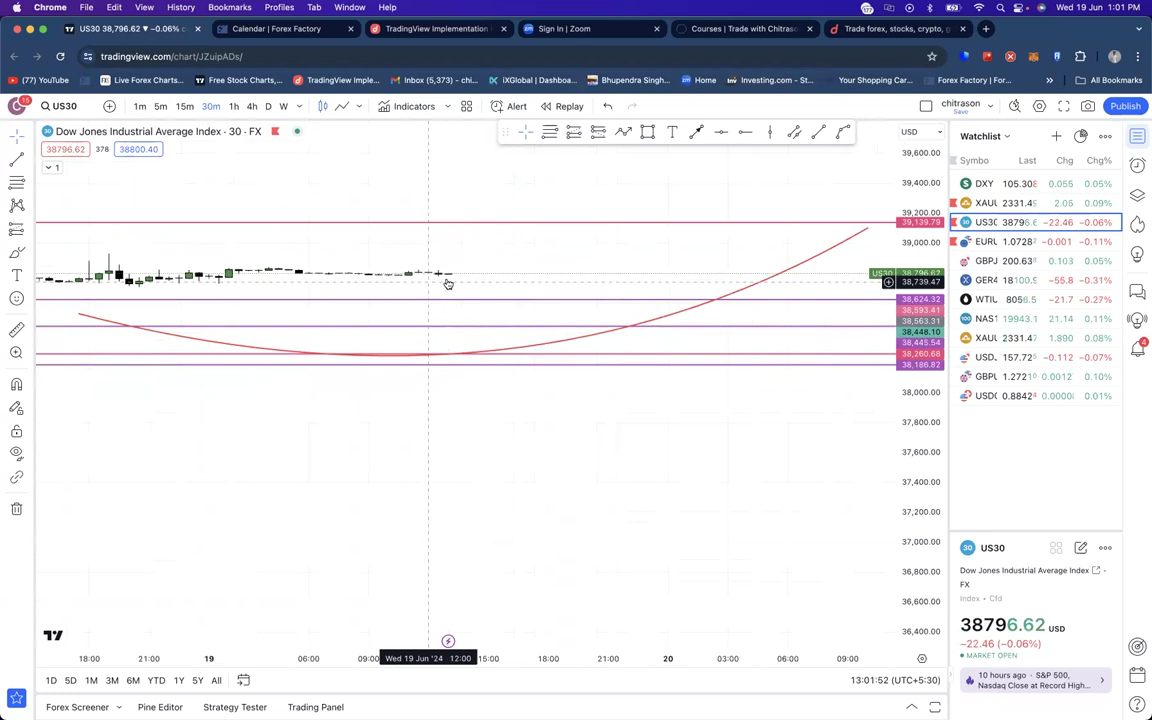 Chrome File Edit View History Bookmarks Profiles Tab Window Help 177 Wed 19 Jun 1:01 PM
US30 38,796.62 ▼ −0.06% Calendar | Forex Factory TradingView Implementation Sign In | Zoom Courses | Trade with Chitraso Trade forex, stocks, crypto,
tradingview.com/chart/JZuipADs/
(77) YouTube Live Forex Charts... Free Stock Charts,... TradingView Imple... Inbox (5,373) - chi... iXGlobal | Dashboa... Bhupendra Singh... Home Investing.com - St... Your Shopping Car... Forex Factory | For... All Bookmarks
C 15 US30 1m 5m 15m 30m 1h 4h D W Indicators Alert Replay chitrason Save Publish
Dow Jones Industrial Average Index · 30 · FX
38796.62 378 38800.40
1
USD
39,600.00
39,400.00
39,200.00
39,139.79
39,000.00
US30 38,796.62
38,739.47
38,624.32
38,593.41
38,563.31
38,448.10
38,445.54
38,260.68
38,186.82
38,000.00
37,800.00
37,600.00
37,400.00
37,200.00
37,000.00
36,800.00
36,600.00
36,400.00
18:00 21:00 19 06:00 09:00 Wed 19 Jun '24 12:00 15:00 18:00 21:00 20 03:00 06:00 09:00
1D 5D 1M 3M 6M YTD 1Y 5Y All 13:01:52 (UTC+5:30)
Forex Screener Pine Editor Strategy Tester Trading Panel
Watchlist
Symbo Last Chg Chg%
DXY 105.308 0.055 0.05%
XAUU 2331.49 2.05 0.09%
US30 38796.6 −22.46 −0.06%
EURU 1.0728 −0.001 −0.11%
GBPJ 200.63 0.103 0.05%
GER4 18100. −55.8 −0.31%
WTIU 8056. −21.7 −0.27%
NAS1 19943. 21.14 0.11%
XAUU 2331.47 1.890 0.08%
USDJ 157.72 −0.112 −0.07%
GBPU 1.2721 0.0012 0.10%
USDC 0.8842 0.0000 0.01%
4
US30
Dow Jones Industrial Average Index · FX
Index · Cfd
38796.62 USD
−22.46 (−0.06%)
MARKET OPEN
10 hours ago · S&P 500,
Nasdaq Close at Record High...